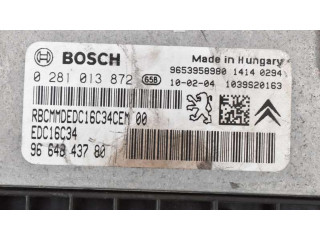 BOSCH
Made in Hungary
0 281 013 872 658
9653958980 1414 0294
10-02-04 1039S20163
RBCMMDEDC16C34CEM 00
EDC16C34
96 648 437 80